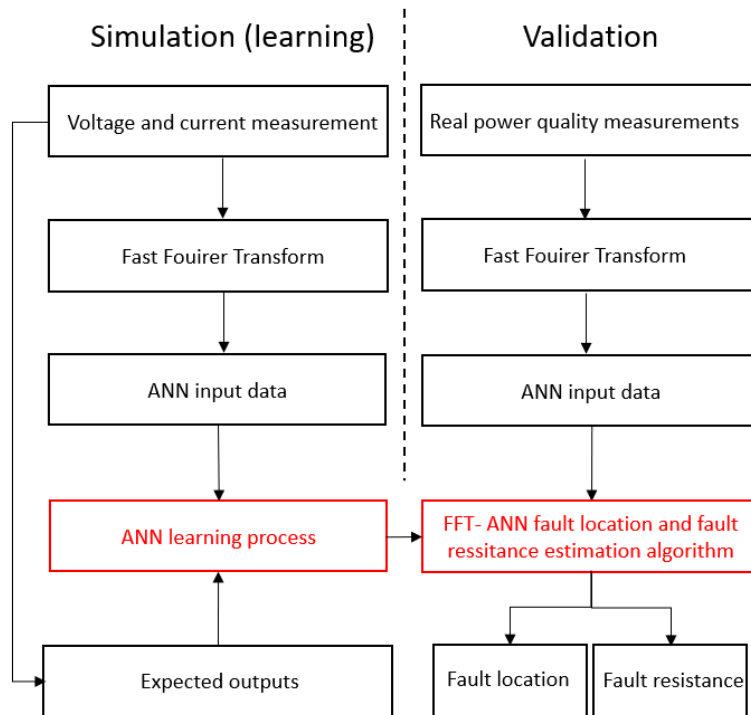 Simulation (learning)
Validation
Voltage and current measurement
Real power quality measurements
Fast Fouirer Transform
Fast Fourier Transform
ANN input data
ANN input data
ANN learning process
FFT- ANN fault location and fault
ressitance estimation algorithm
Expected outputs
Fault location
Fault resistance